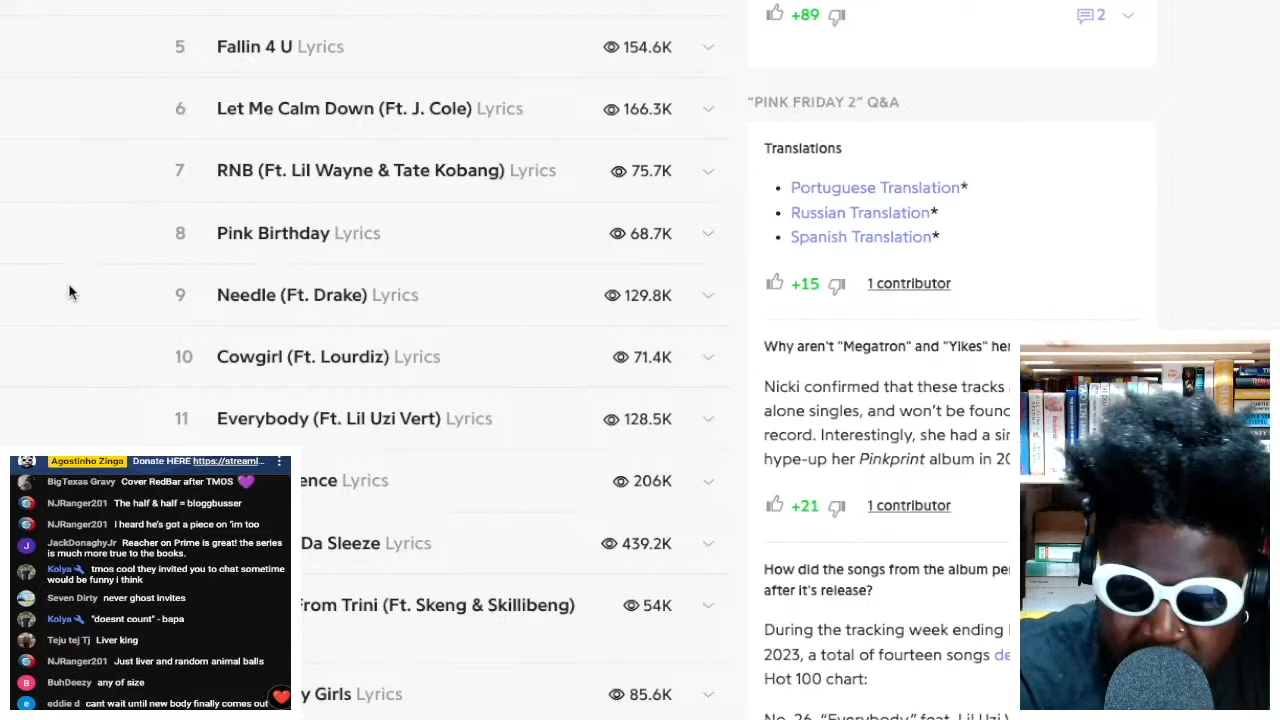 5 Fallin 4 U Lyrics 154.6K
6 Let Me Calm Down (Ft. J. Cole) Lyrics 166.3K
7 RNB (Ft. Lil Wayne & Tate Kobang) Lyrics 75.7K
8 Pink Birthday Lyrics 68.7K
9 Needle (Ft. Drake) Lyrics 129.8K
10 Cowgirl (Ft. Lourdiz) Lyrics 71.4K
11 Everybody (Ft. Lil Uzi Vert) Lyrics 128.5K
ence Lyrics 206K
Da Sleeze Lyrics 439.2K
From Trini (Ft. Skeng & Skillibeng) 54K
y Girls Lyrics 85.6K
+89 2
“PINK FRIDAY 2” Q&A
Translations
• Portuguese Translation*
• Russian Translation*
• Spanish Translation*
+15 1 contributor
Why aren't "Megatron" and "Yikes" her
Nicki confirmed that these tracks
alone singles, and won’t be found
record. Interestingly, she had a sin
hype-up her Pinkprint album in 20
+21 1 contributor
How did the songs from the album per
after it's release?
During the tracking week ending
2023, a total of fourteen songs de
Hot 100 chart:
No. 26, “Everybody” feat. Lil Uzi
Agostinho Zinga Donate HERE https://streaml...
BigTexas Gravy Cover RedBar after TMOS
NJRanger201 The half & half = bloggbusser
NJRanger201 I heard he's got a piece on 'im too
JackDonaghyJr Reacher on Prime is great! the series
is much more true to the books.
Kolya tmos cool they invited you to chat sometime
would be funny i think
Seven Dirty never ghost invites
Kolya "doesnt count" - bapa
Teju tej Tj Liver king
NJRanger201 Just liver and random animal balls
BuhDeezy any of size
eddie d cant wait until new body finally comes out